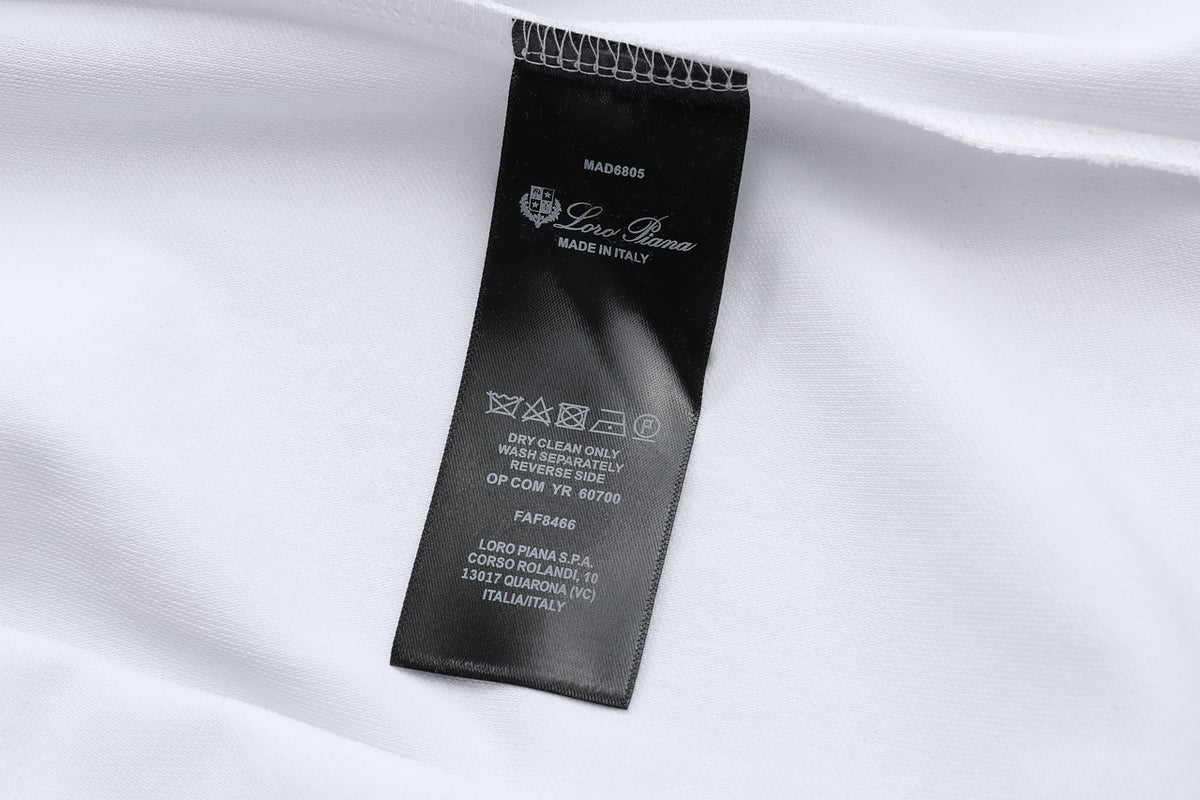 MAD6805
Loro Piana
MADE IN ITALY
P
DRY CLEAN ONLY
WASH SEPARATELY
REVERSE SIDE
OP COM YR 60700
FAF8466
LORO PIANA S.P.A.
CORSO ROLANDI, 10
13017 QUARONA (VC)
ITALIA/ITALY